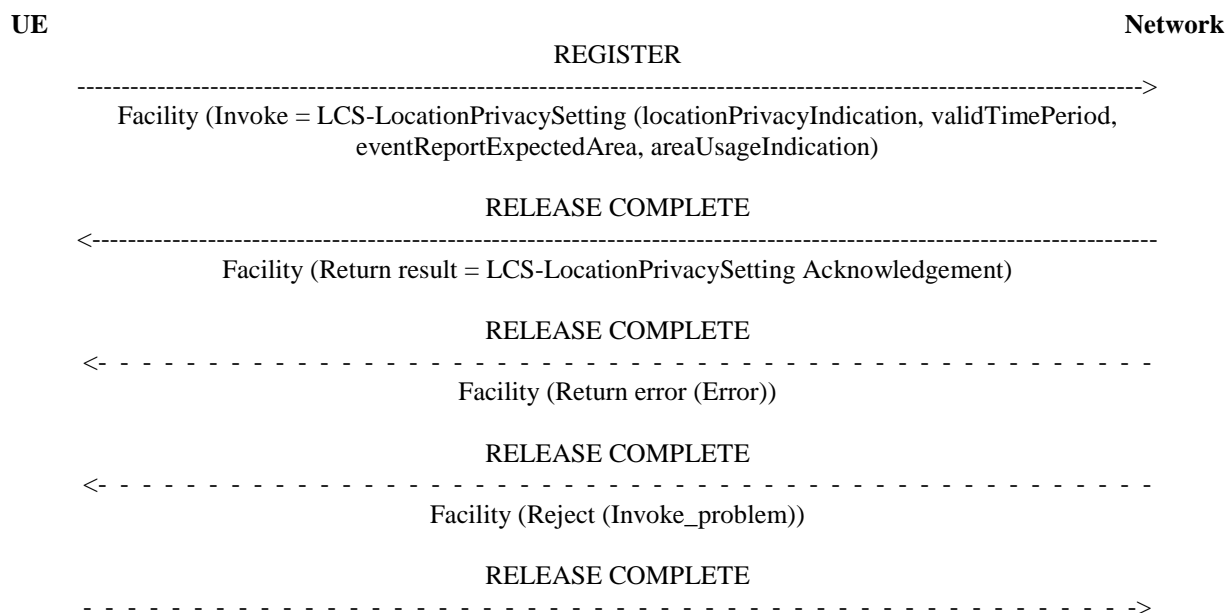 UE Network
REGISTER
------------------------------------------------------------------------------------------------------------------------>
Facility (Invoke = LCS-LocationPrivacySetting (locationPrivacyIndication, validTimePeriod,
eventReportExpectedArea, areaUsageIndication)
RELEASE COMPLETE
<------------------------------------------------------------------------------------------------------------------------
Facility (Return result = LCS-LocationPrivacySetting Acknowledgement)
RELEASE COMPLETE
<- - - - - - - - - - - - - - - - - - - - - - - - - - - - - - - - - - - - - - - - - - - - - - - - -
Facility (Return error (Error))
RELEASE COMPLETE
<- - - - - - - - - - - - - - - - - - - - - - - - - - - - - - - - - - - - - - - - - - - - - - - - -
Facility (Reject (Invoke_problem))
RELEASE COMPLETE
- - - - - - - - - - - - - - - - - - - - - - - - - - - - - - - - - - - - - - - - - - - - - - - - ->